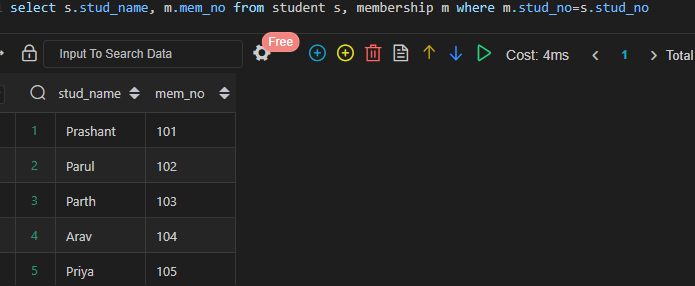 select s.stud_name, m.mem_no from student s, membership m where m.stud_no=s.stud_no
Free
Input To Search Data
Cost: 4ms
1
Total
stud_name mem_no
1 Prashant 101
2 Parul 102
3 Parth 103
4 Arav 104
5 Priya 105